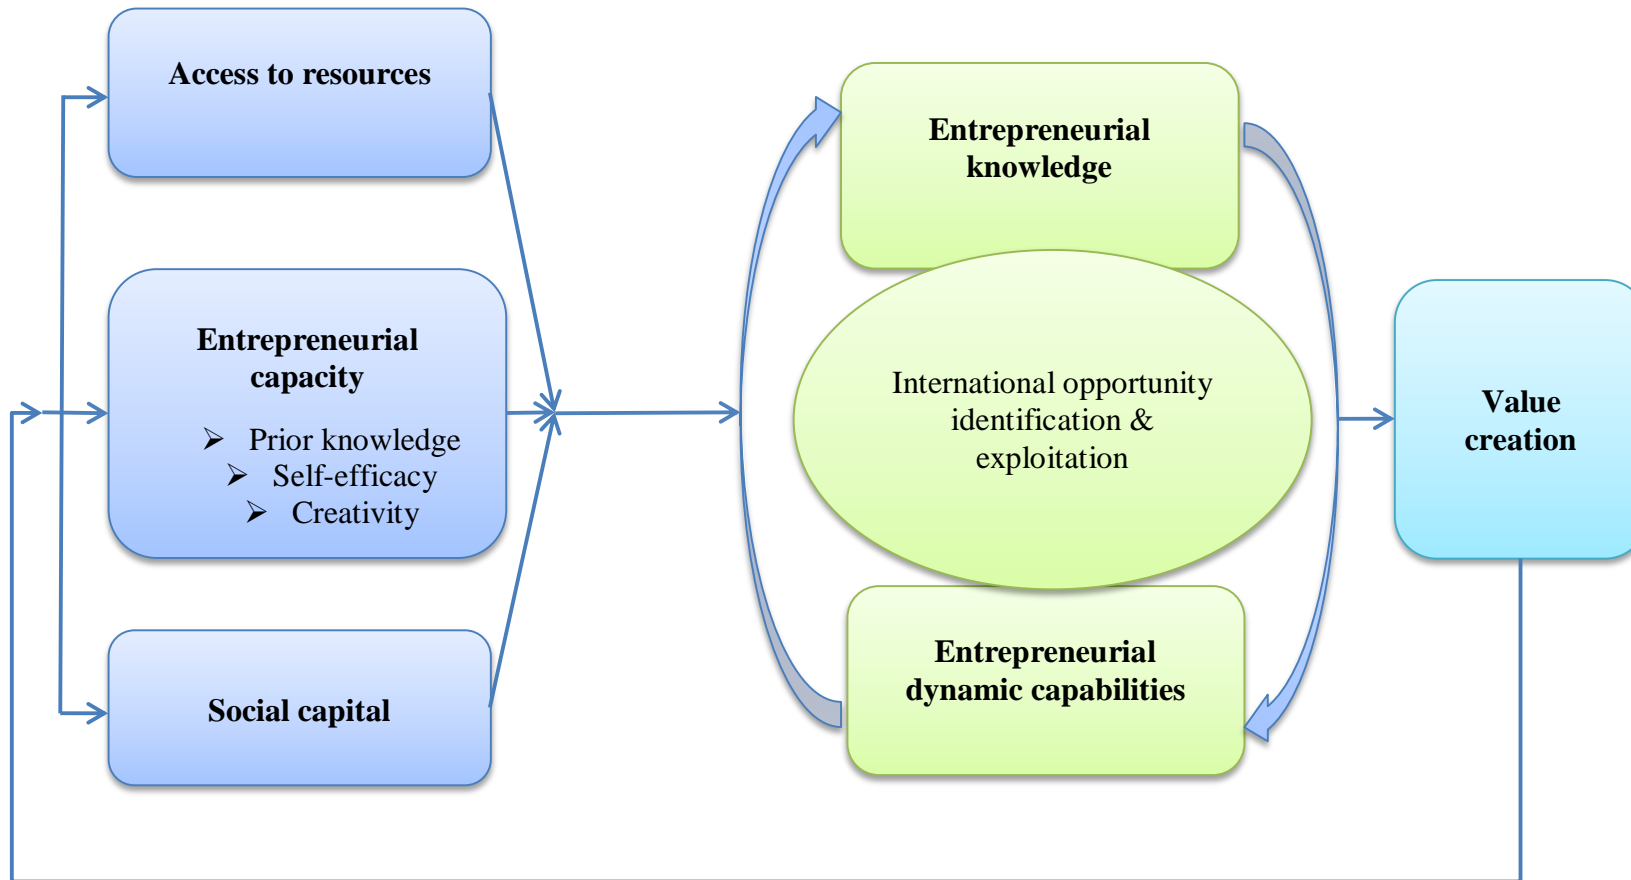 Access to resources
Entrepreneurial
capacity
➢ Prior knowledge
➢ Self-efficacy
➢ Creativity
Social capital
Entrepreneurial
knowledge
International opportunity
identification &
exploitation
Entrepreneurial
dynamic capabilities
Value
creation